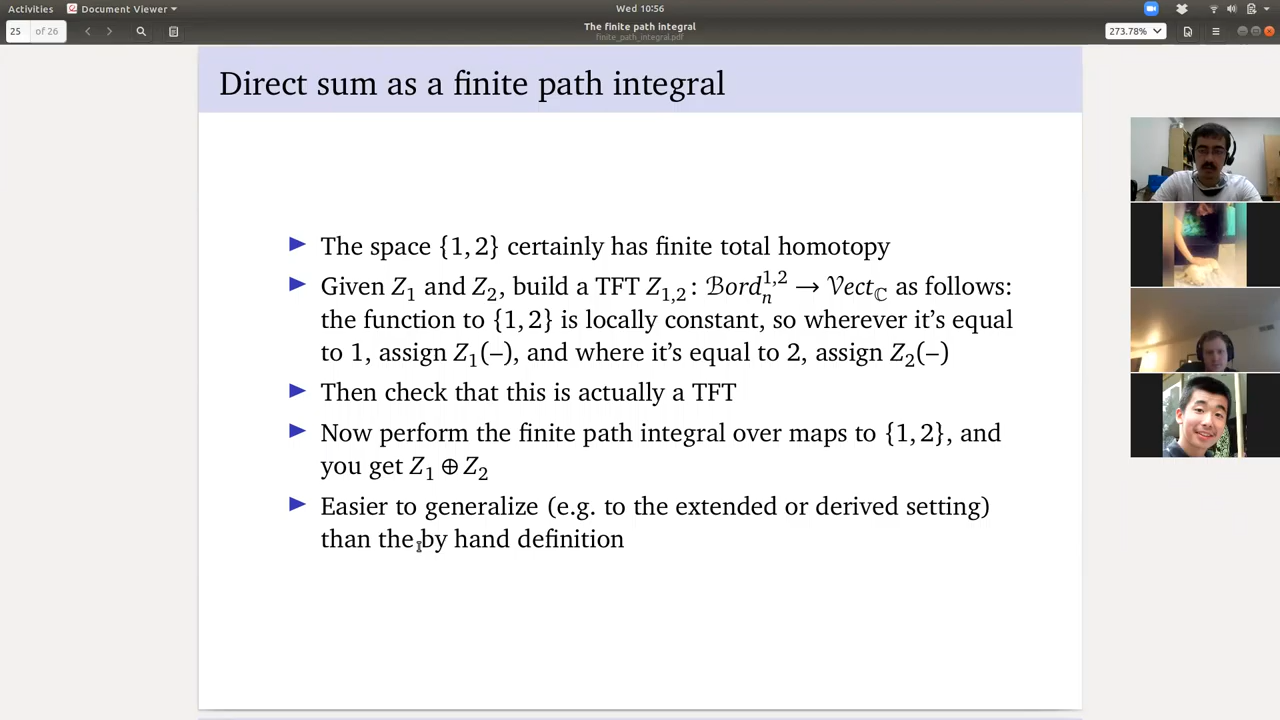 Activities
Document Viewer
Wed 10:56
25 of 26
The finite path integral
finite_path_integral.pdf
273.78%
Direct sum as a finite path integral
▶ The space {1, 2} certainly has finite total homotopy
▶ Given Z₁ and Z₂, build a TFT Z₁,₂ : Bordₙ^{1,2} → Vect_ℂ as follows:
the function to {1, 2} is locally constant, so wherever it's equal
to 1, assign Z₁(–), and where it's equal to 2, assign Z₂(–)
▶ Then check that this is actually a TFT
▶ Now perform the finite path integral over maps to {1, 2}, and
you get Z₁ ⊕ Z₂
▶ Easier to generalize (e.g. to the extended or derived setting)
than the by hand definition